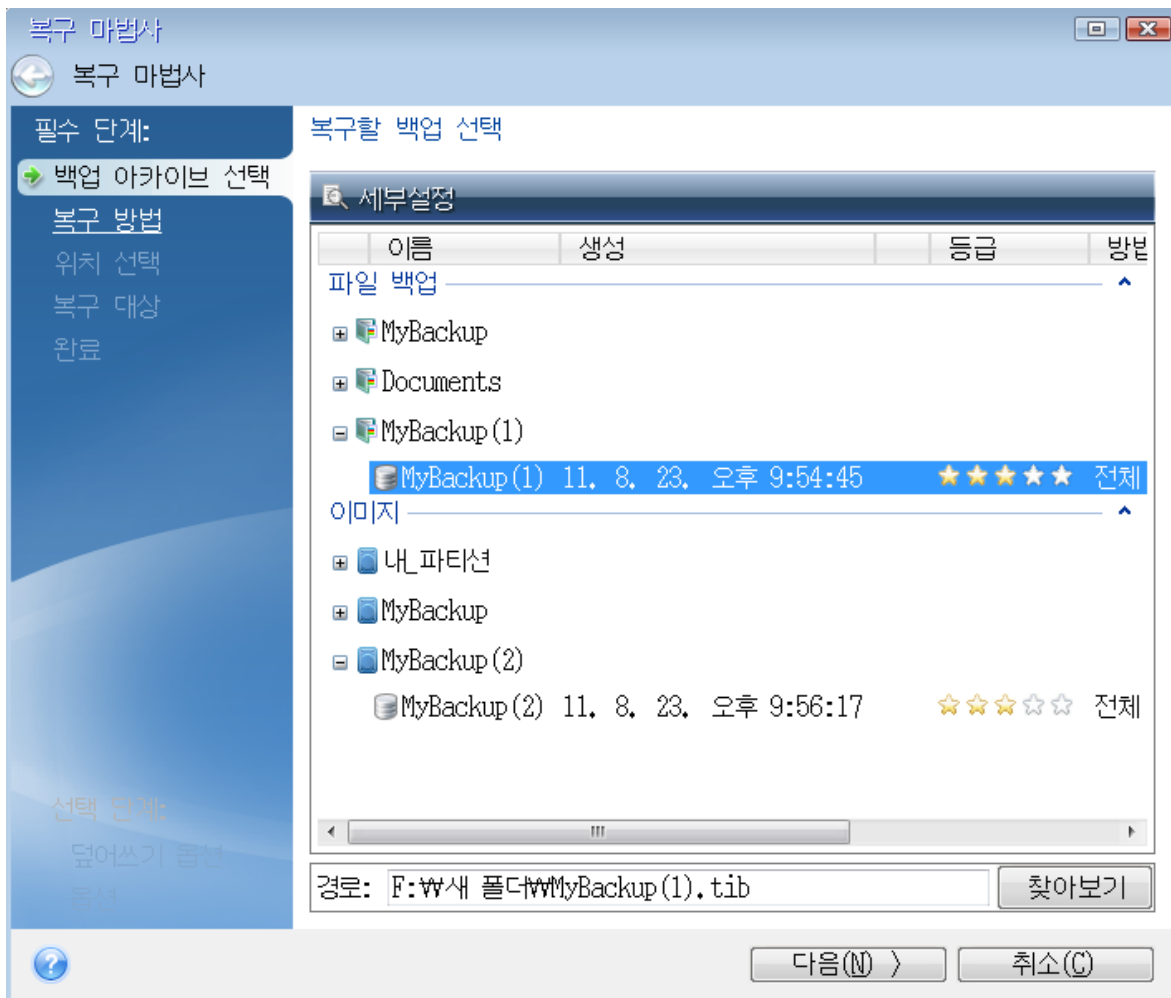 복구 마법사
복구 마법사
필수 단계:
백업 아카이브 선택
복구 방법
위치 선택
복구 대상
완료
선택 단계:
덮어쓰기 옵션
옵션
복구할 백업 선택
세부설정
이름 생성 등급 방법
파일 백업
MyBackup
Documents
MyBackup(1)
MyBackup(1) 11. 8. 23. 오후 9:54:45 전체
이미지
내_파티션
MyBackup
MyBackup(2)
MyBackup(2) 11. 8. 23. 오후 9:56:17 전체
경로: F:₩새 폴더₩MyBackup(1).tib 찾아보기
다음(N) 〉 취소(C)